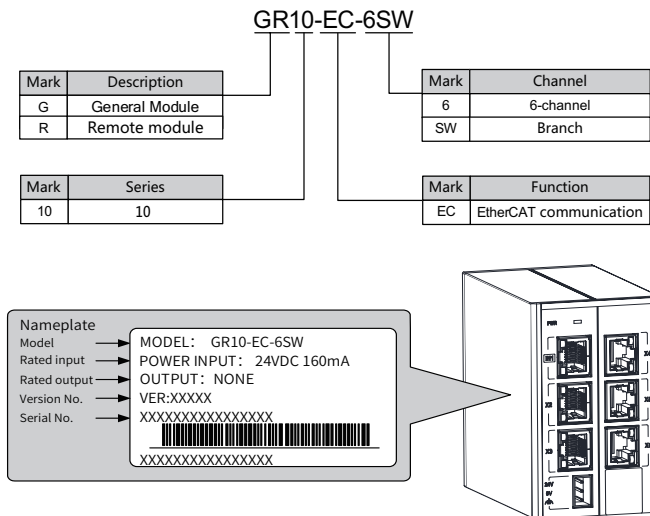 GR10-EC-6SW
Mark Description
G General Module
R Remote module
Mark Channel
6 6-channel
SW Branch
Mark Series
10 10
Mark Function
EC EtherCAT communication
Nameplate
Model
Rated input
Rated output
Version No.
Serial No.
MODEL: GR10-EC-6SW
POWER INPUT: 24VDC 160mA
OUTPUT: NONE
VER:XXXXX
XXXXXXXXXXXXXXXX
XXXXXXXXXXXXXXXX
PWR
X2
X3
24V
0V